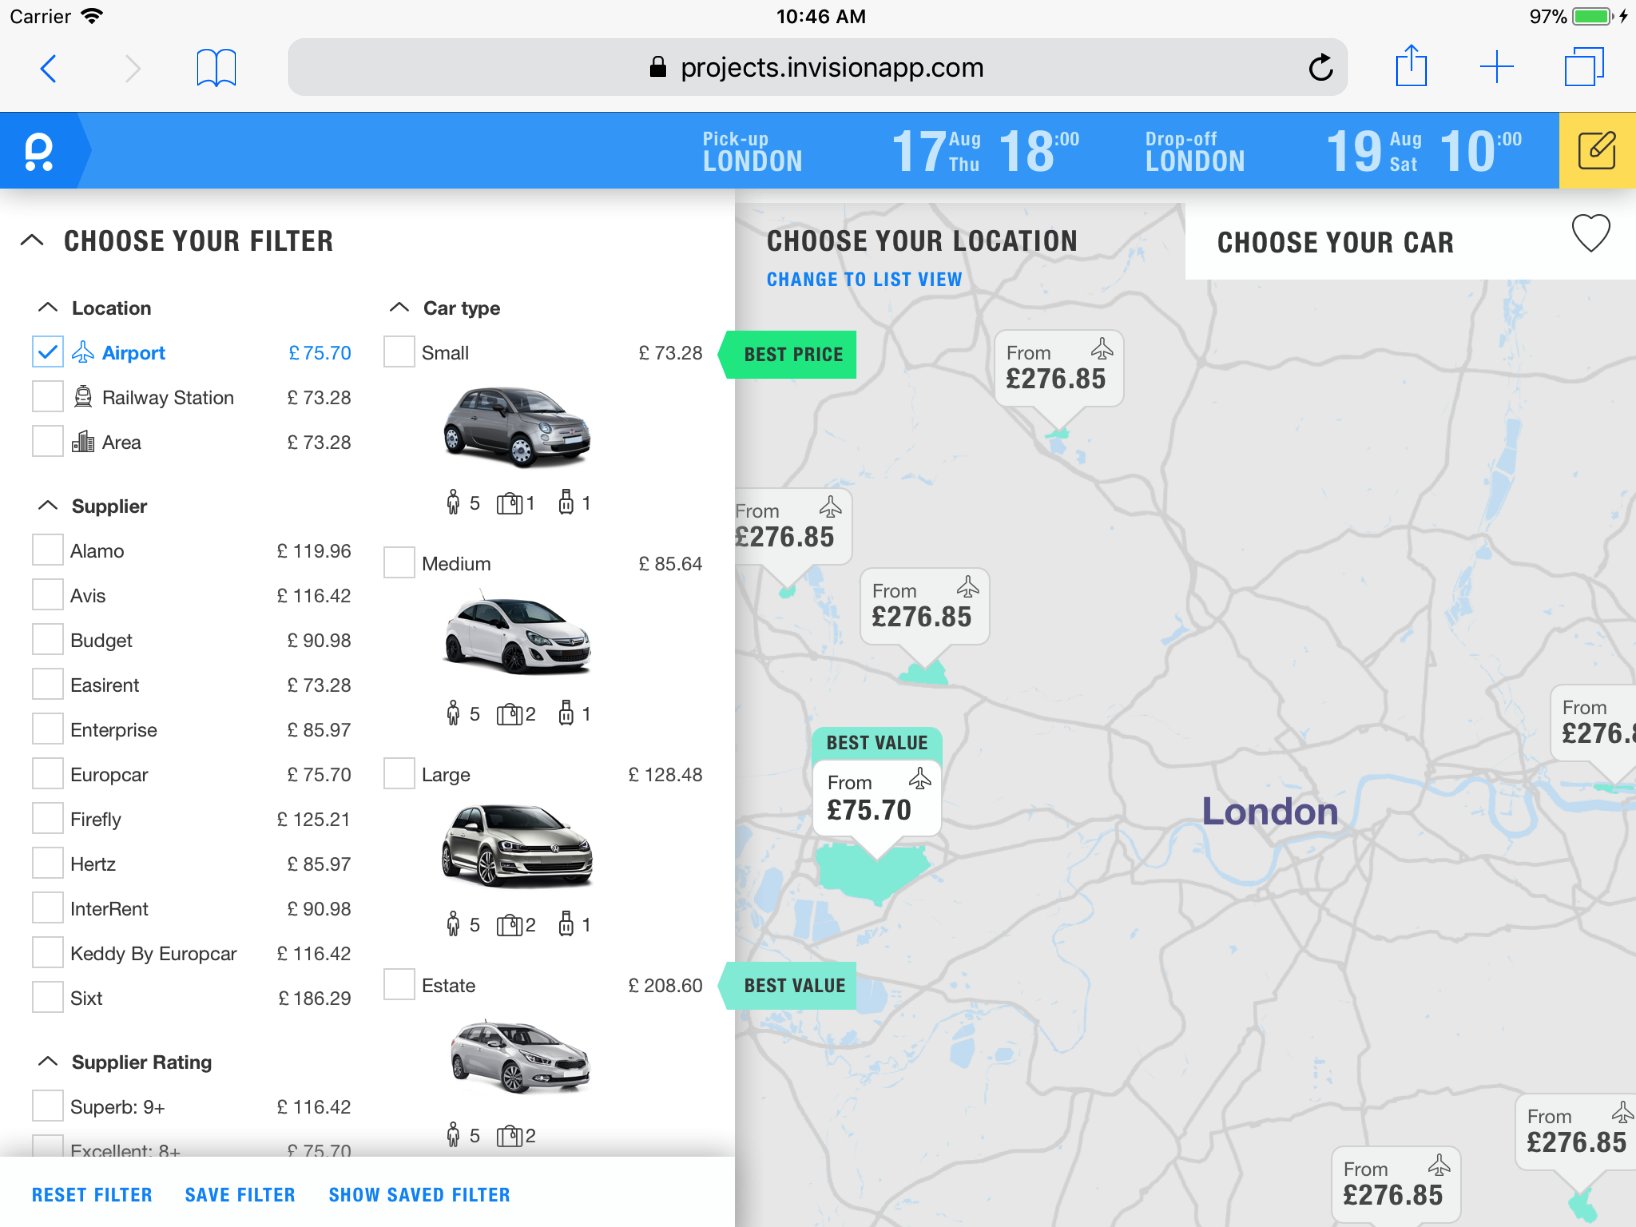 Carrier
10:46 AM
97%
projects.invisionapp.com
Pick-up
LONDON
17 Aug Thu 18:00
Drop-off
LONDON
19 Aug Sat 10:00
CHOOSE YOUR FILTER
Location
Airport £ 75.70
Railway Station £ 73.28
Area £ 73.28
Supplier
Alamo £ 119.96
Avis £ 116.42
Budget £ 90.98
Easirent £ 73.28
Enterprise £ 85.97
Europcar £ 75.70
Firefly £ 125.21
Hertz £ 85.97
InterRent £ 90.98
Keddy By Europcar £ 116.42
Sixt £ 186.29
Supplier Rating
Superb: 9+ £ 116.42
Excellent: 8+ £ 75.70
Car type
Small £ 73.28
5 1 1
Medium £ 85.64
5 2 1
Large £ 128.48
5 2 1
Estate £ 208.60
5 2
RESET FILTER
SAVE FILTER
SHOW SAVED FILTER
BEST PRICE
BEST VALUE
CHOOSE YOUR LOCATION
CHANGE TO LIST VIEW
CHOOSE YOUR CAR
From
£276.85
From
£276.85
From
£276.85
From
£276.8
BEST VALUE
From
£75.70
London
From
£276.85
From
£276.85